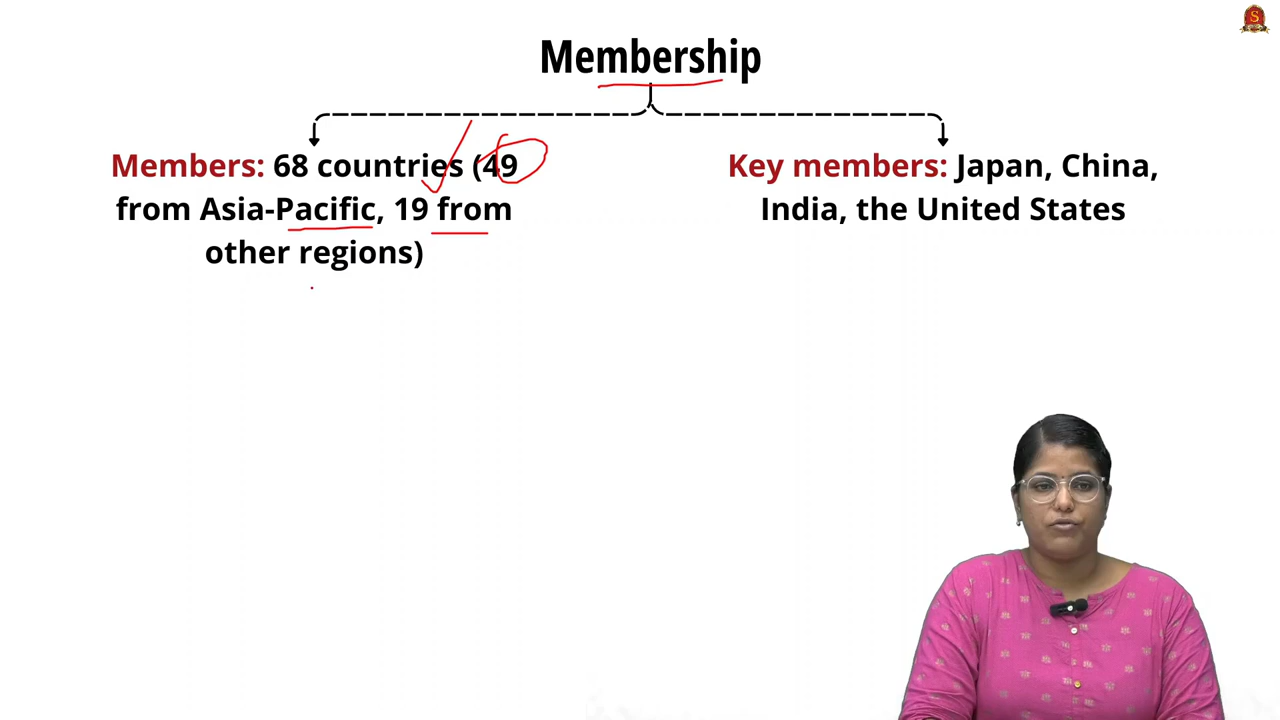 Membership
Members: 68 countries (49
from Asia-Pacific, 19 from
other regions)
Key members: Japan, China,
India, the United States